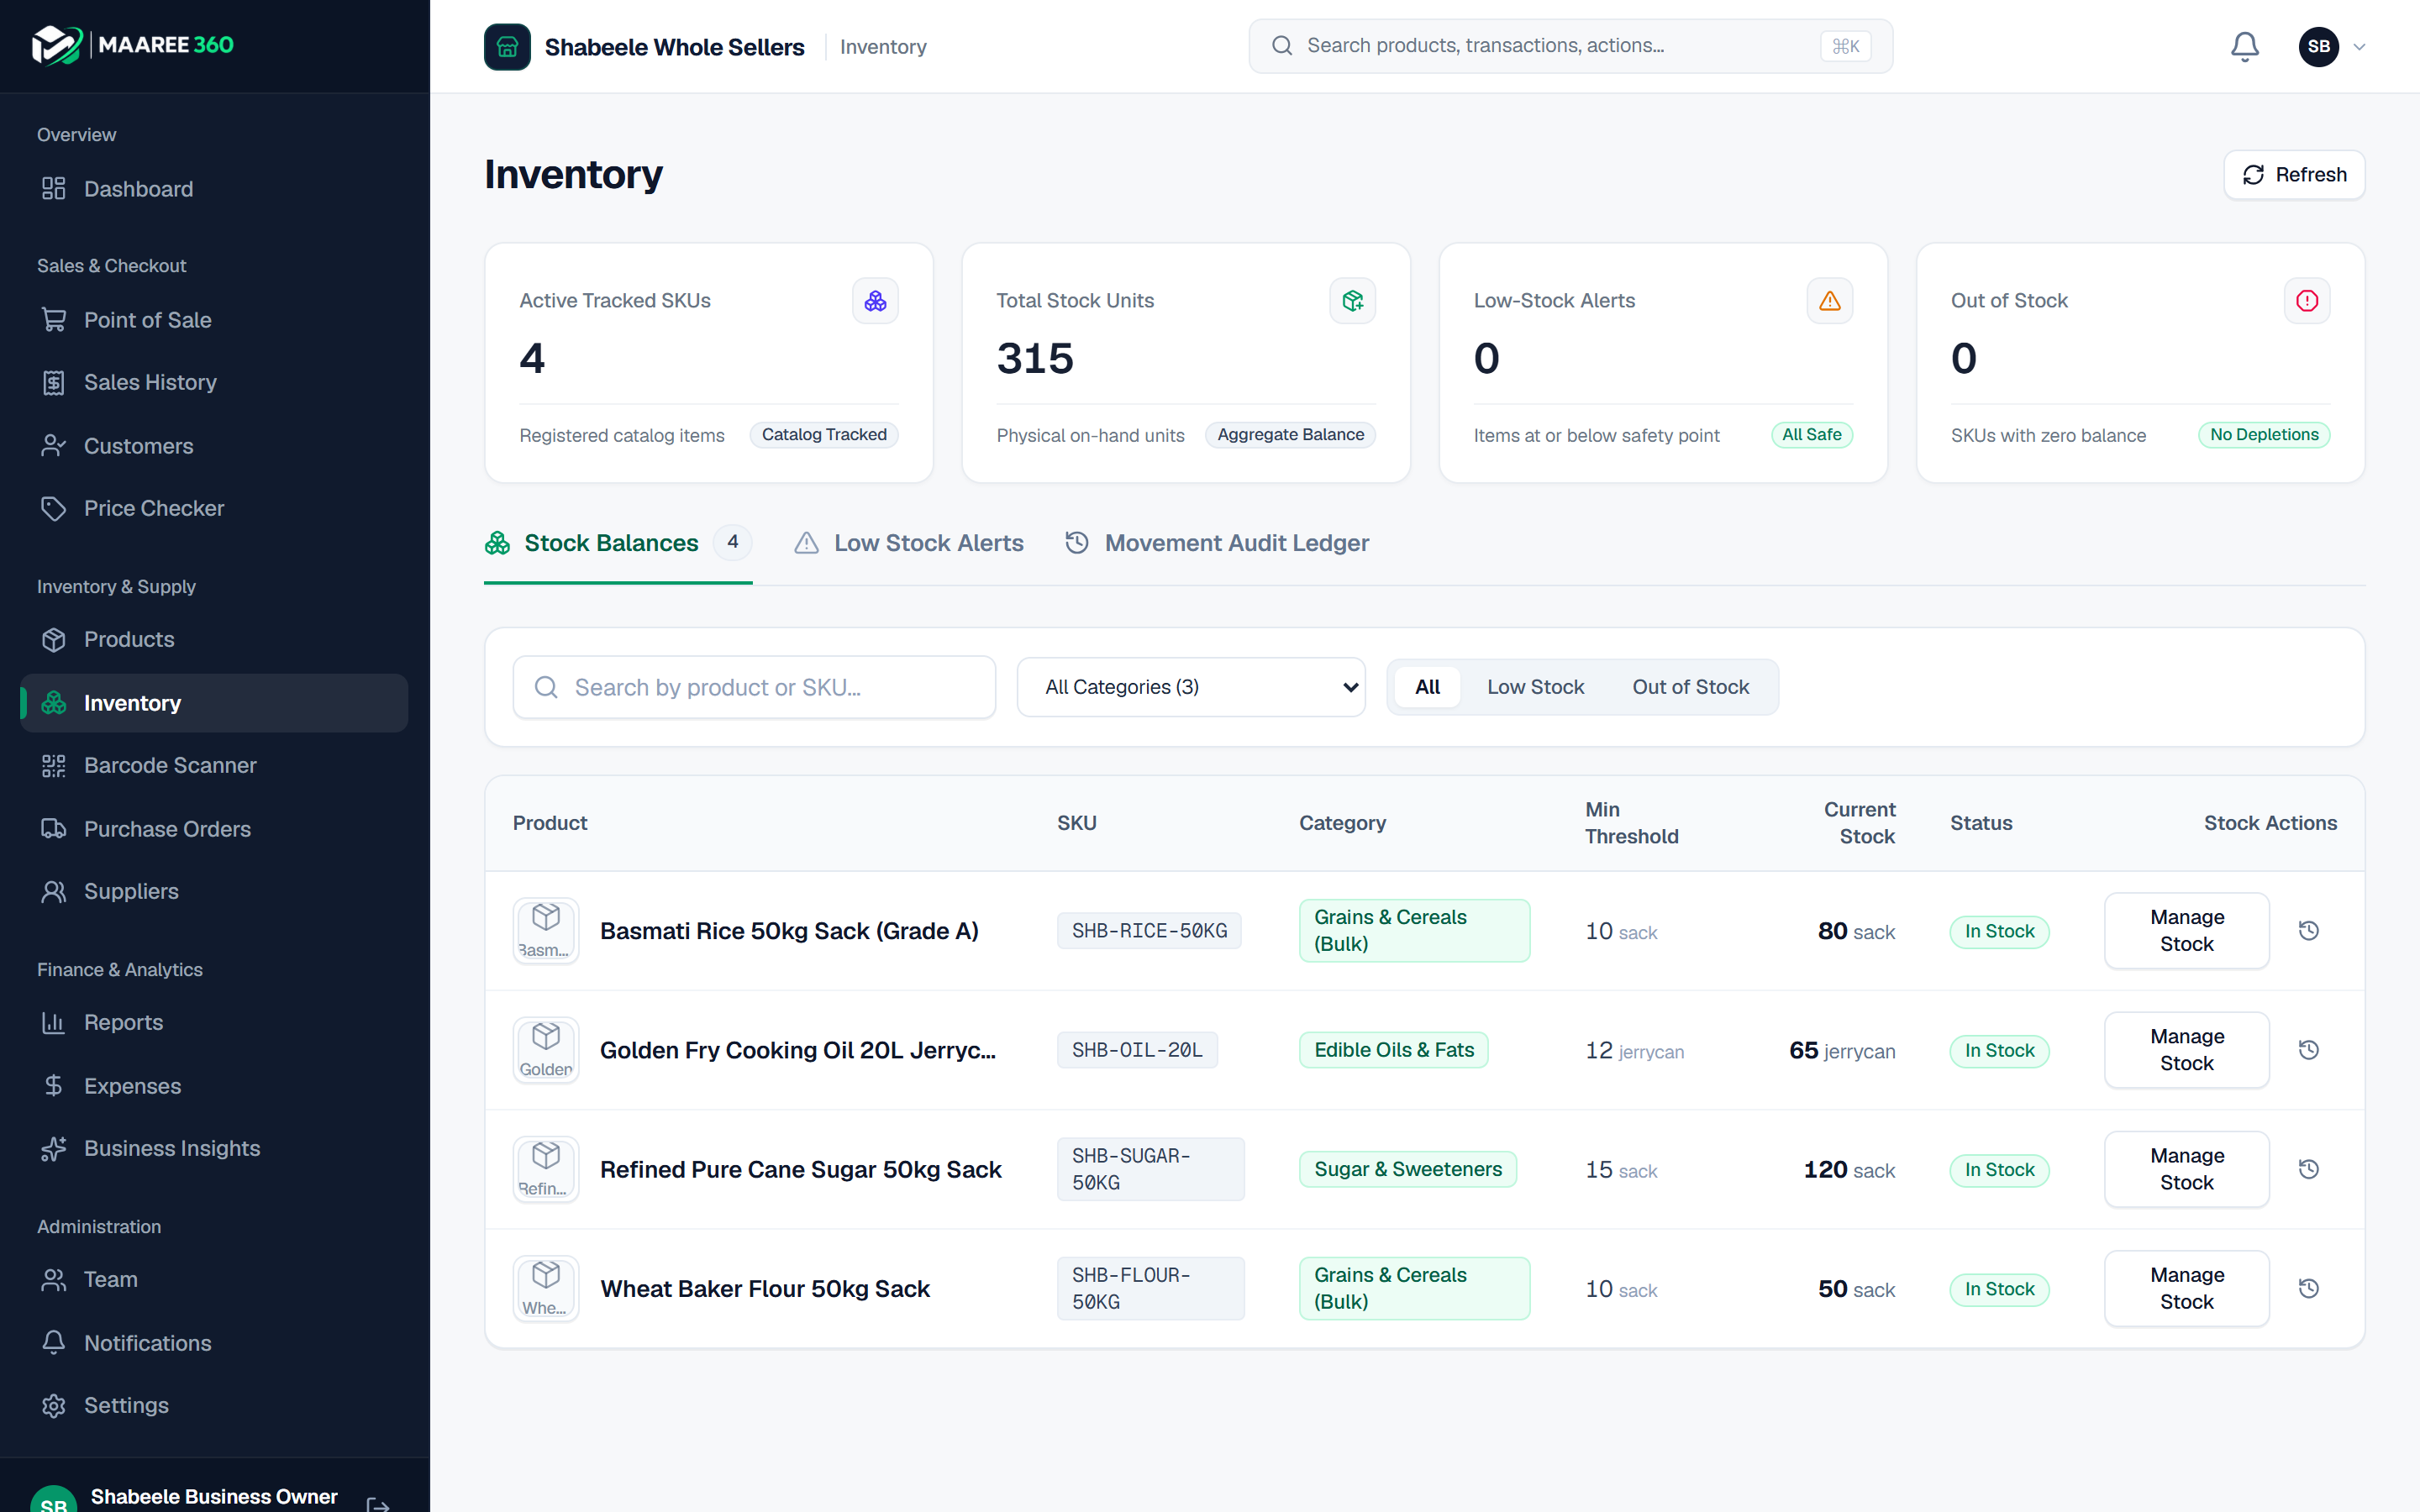 MAAREE 360
Overview
Dashboard
Sales & Checkout
Point of Sale
Sales History
Customers
Price Checker
Inventory & Supply
Products
Inventory
Barcode Scanner
Purchase Orders
Suppliers
Finance & Analytics
Reports
Expenses
Business Insights
Administration
Team
Notifications
Settings
SB
Shabeele Business Owner
Shabeele Whole Sellers
Inventory
Search products, transactions, actions...
⌘K
SB
Inventory
Refresh
Active Tracked SKUs
4
Registered catalog items
Catalog Tracked
Total Stock Units
315
Physical on-hand units
Aggregate Balance
Low-Stock Alerts
0
Items at or below safety point
All Safe
Out of Stock
0
SKUs with zero balance
No Depletions
Stock Balances 4
Low Stock Alerts
Movement Audit Ledger
Search by product or SKU...
All Categories (3)
All
Low Stock
Out of Stock
Product
SKU
Category
Min
Threshold
Current
Stock
Status
Stock Actions
Basm...
Basmati Rice 50kg Sack (Grade A)
SHB-RICE-50KG
Grains & Cereals
(Bulk)
10 sack
80 sack
In Stock
Manage
Stock
Golden
Golden Fry Cooking Oil 20L Jerryc...
SHB-OIL-20L
Edible Oils & Fats
12 jerrycan
65 jerrycan
In Stock
Manage
Stock
Refin...
Refined Pure Cane Sugar 50kg Sack
SHB-SUGAR-
50KG
Sugar & Sweeteners
15 sack
120 sack
In Stock
Manage
Stock
Whe...
Wheat Baker Flour 50kg Sack
SHB-FLOUR-
50KG
Grains & Cereals
(Bulk)
10 sack
50 sack
In Stock
Manage
Stock